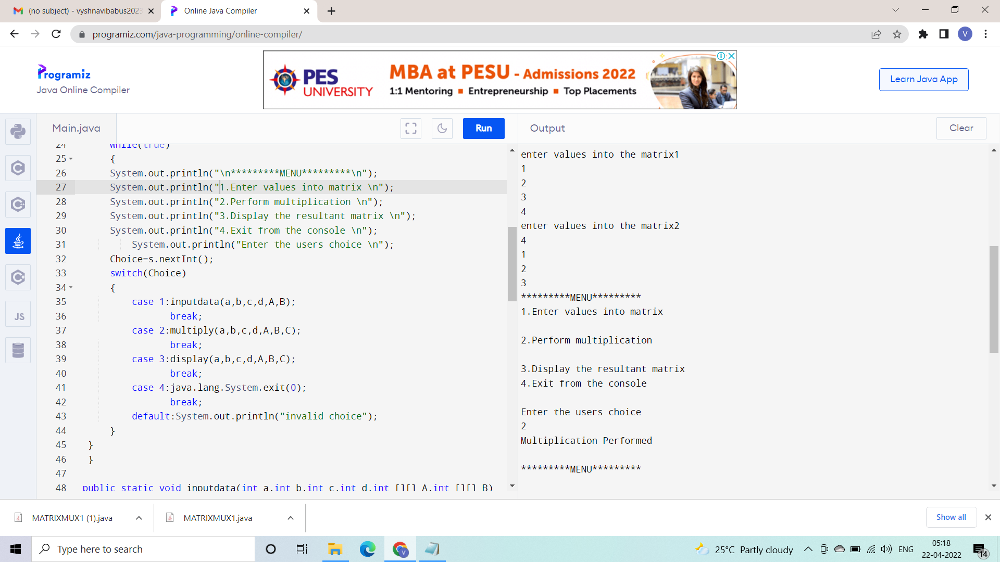 (no subject) - vyshnavibabus2023
Online Java Compiler
programiz.com/java-programming/online-compiler/
V
Programiz
Java Online Compiler
PES
UNIVERSITY
MBA at PESU - Admissions 2022
1:1 Mentoring ▪ Entrepreneurship ▪ Top Placements
Learn Java App
Main.java
Run
Output
Clear
24 while(true)
25 {
26 System.out.println("\n*********MENU*********\n");
27 System.out.println("1.Enter values into matrix \n");
28 System.out.println("2.Perform multiplication \n");
29 System.out.println("3.Display the resultant matrix \n");
30 System.out.println("4.Exit from the console \n");
31 System.out.println("Enter the users choice \n");
32 Choice=s.nextInt();
33 switch(Choice)
34 {
35 case 1:inputdata(a,b,c,d,A,B);
36 break;
37 case 2:multiply(a,b,c,d,A,B,C);
38 break;
39 case 3:display(a,b,c,d,A,B,C);
40 break;
41 case 4:java.lang.System.exit(0);
42 break;
43 default:System.out.println("invalid choice");
44 }
45 }
46 }
47
48 public static void inputdata(int a,int b,int c,int d,int [][] A,int [][] B)
enter values into the matrix1
1
2
3
4
enter values into the matrix2
4
1
2
3
*********MENU*********
1.Enter values into matrix
2.Perform multiplication
3.Display the resultant matrix
4.Exit from the console
Enter the users choice
2
Multiplication Performed
*********MENU*********
JS
MATRIXMUX1 (1).java
MATRIXMUX1.java
Show all
Type here to search
V
25°C Partly cloudy
ENG
05:18
22-04-2022
14